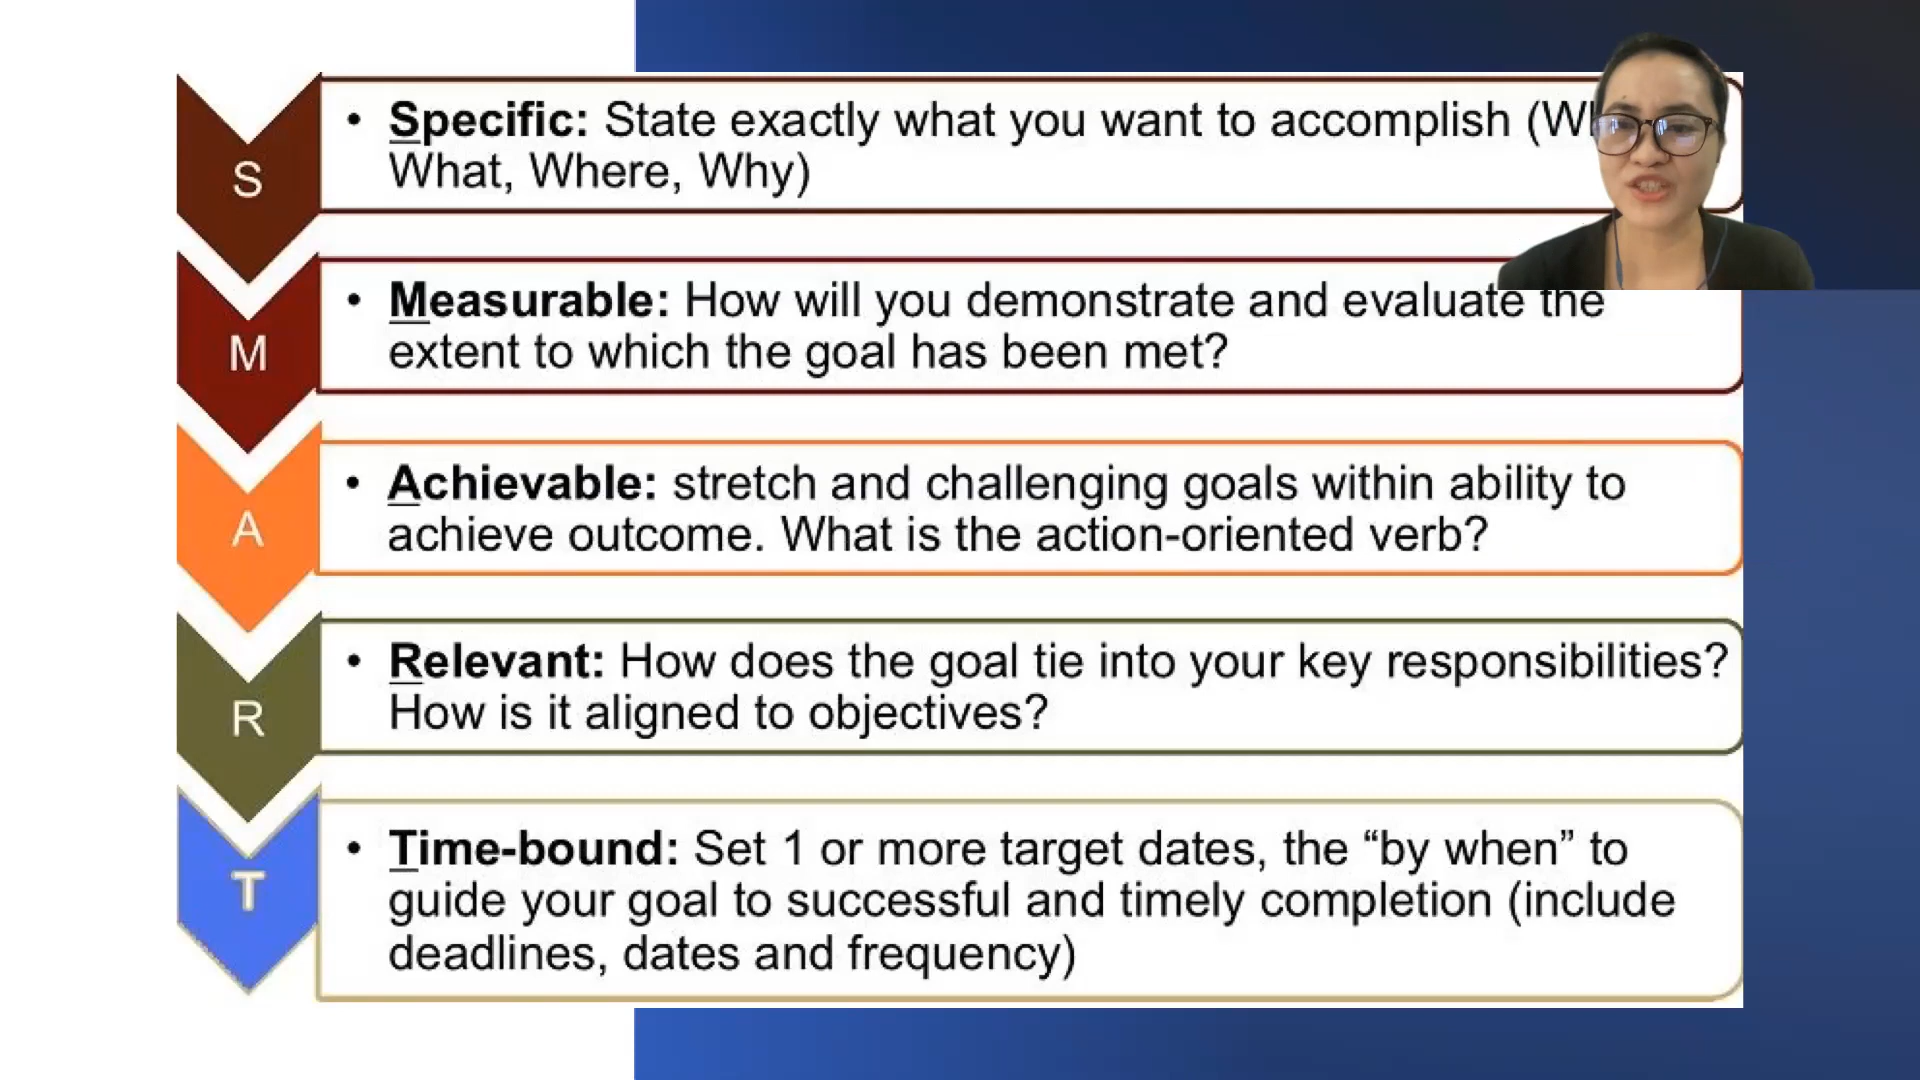 S
• Specific: State exactly what you want to accomplish (
What, Where, Why)
M
• Measurable: How will you demonstrate and evaluate the
extent to which the goal has been met?
A
• Achievable: stretch and challenging goals within ability to
achieve outcome. What is the action-oriented verb?
R
• Relevant: How does the goal tie into your key responsibilities?
How is it aligned to objectives?
T
• Time-bound: Set 1 or more target dates, the “by when” to
guide your goal to successful and timely completion (include
deadlines, dates and frequency)